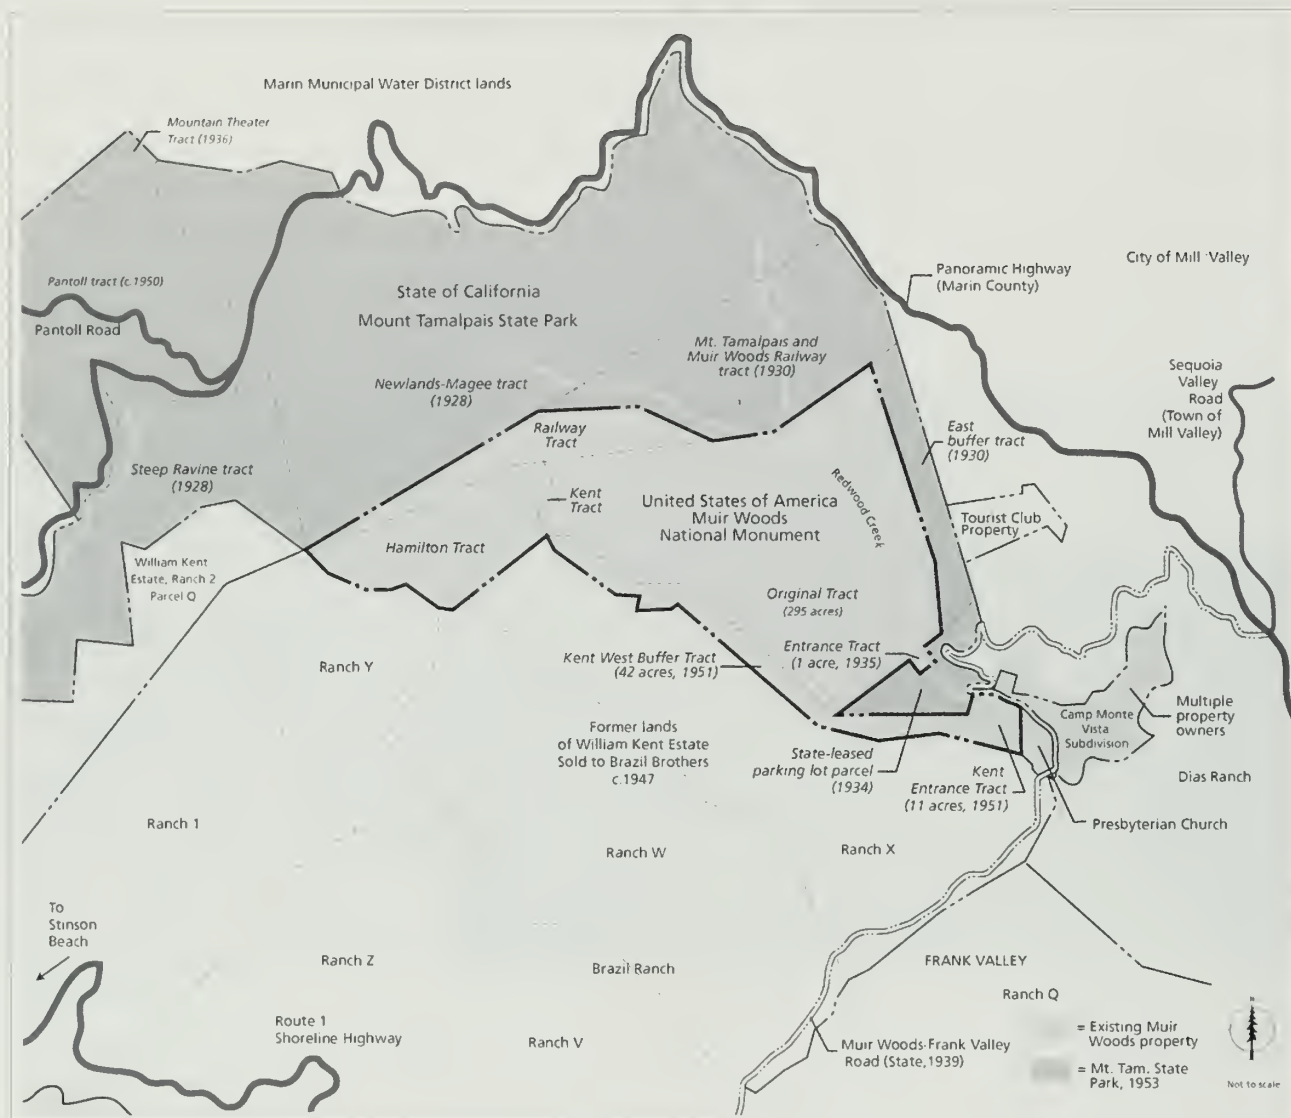 Marin Municipal Water District lands
Mountain Theater
Tract (1936)
Pantoll tract (c.1950)
Pantoll Road
State of California
Mount Tamalpais State Park
Panoramic Highway
(Marin County)
City of Mill Valley
Mt. Tamalpais and
Muir Woods Railway
tract (1930)
Newlands-Magee tract
(1928)
Sequoia
Valley
Road
(Town of
Mill Valley)
Railway
Tract
East
buffer tract
(1930)
Steep Ravine tract
(1928)
Kent
Tract
United States of America
Muir Woods
National Monument
Redwood Creek
Tourist Club
Property
Hamilton Tract
William Kent
Estate, Ranch 2
Parcel Q
Original Tract
(295 acres)
Entrance Tract
(1 acre, 1935)
Kent West Buffer Tract
(42 acres, 1951)
Ranch Y
Multiple
property
owners
Camp Monte
Vista
Subdivision
Former lands
of William Kent Estate
Sold to Brazil Brothers
c.1947
State-leased
parking lot parcel
(1934)
Kent
Entrance Tract
(11 acres, 1951)
Dias Ranch
Presbyterian Church
Ranch 1
Ranch W
Ranch X
To
Stinson
Beach
Ranch Z
Brazil Ranch
FRANK VALLEY
Ranch Q
Route 1
Shoreline Highway
Ranch V
Muir Woods-Frank Valley
Road (State, 1939)
= Existing Muir
Woods property
= Mt. Tam. State
Park, 1953
N
Not to scale